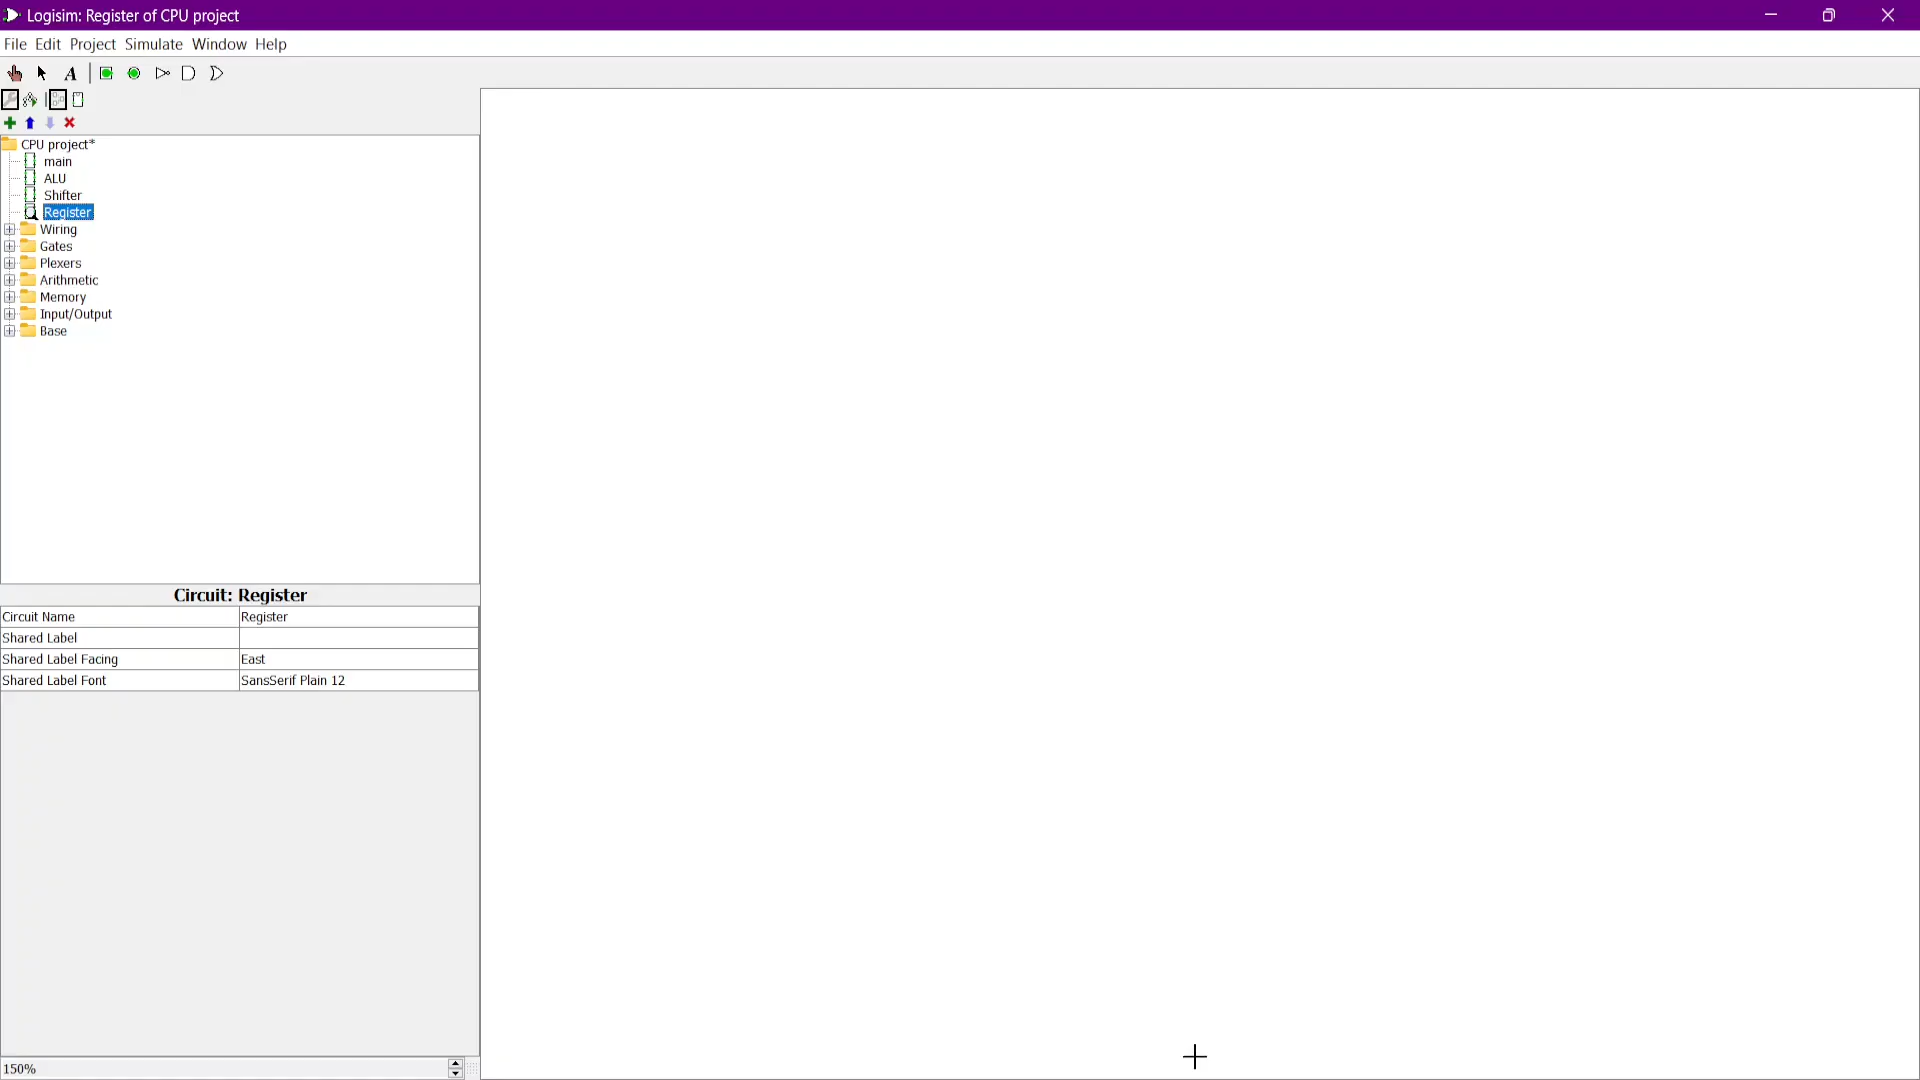 Logisim: Register of CPU project
File Edit Project Simulate Window Help
A
CPU project*
main
ALU
Shifter
Register
Wiring
Gates
Plexers
Arithmetic
Memory
Input/Output
Base
Circuit: Register
Circuit Name Register
Shared Label
Shared Label Facing East
Shared Label Font SansSerif Plain 12
150%